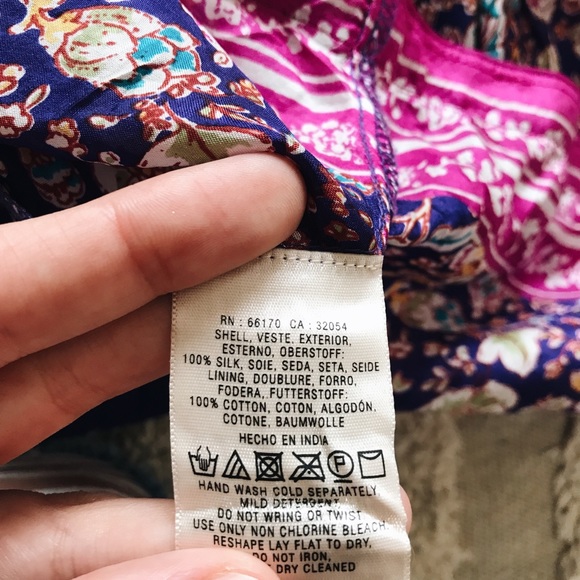 RN : 66170 CA : 32054
SHELL, VESTE, EXTERIOR,
ESTERNO, OBERSTOFF:
100% SILK, SOIE, SEDA, SETA, SEIDE
LINING, DOUBLURE, FORRO,
FODERA, FUTTERSTOFF:
100% COTTON, COTON, ALGODÓN,
COTONE, BAUMWOLLE
HECHO EN INDIA
P
HAND WASH COLD SEPARATELY,
MILD DETERGENT,
DO NOT WRING OR TWIST
USE ONLY NON CHLORINE BLEACH,
RESHAPE LAY FLAT TO DRY,
DO NOT IRON,
DRY CLEANED